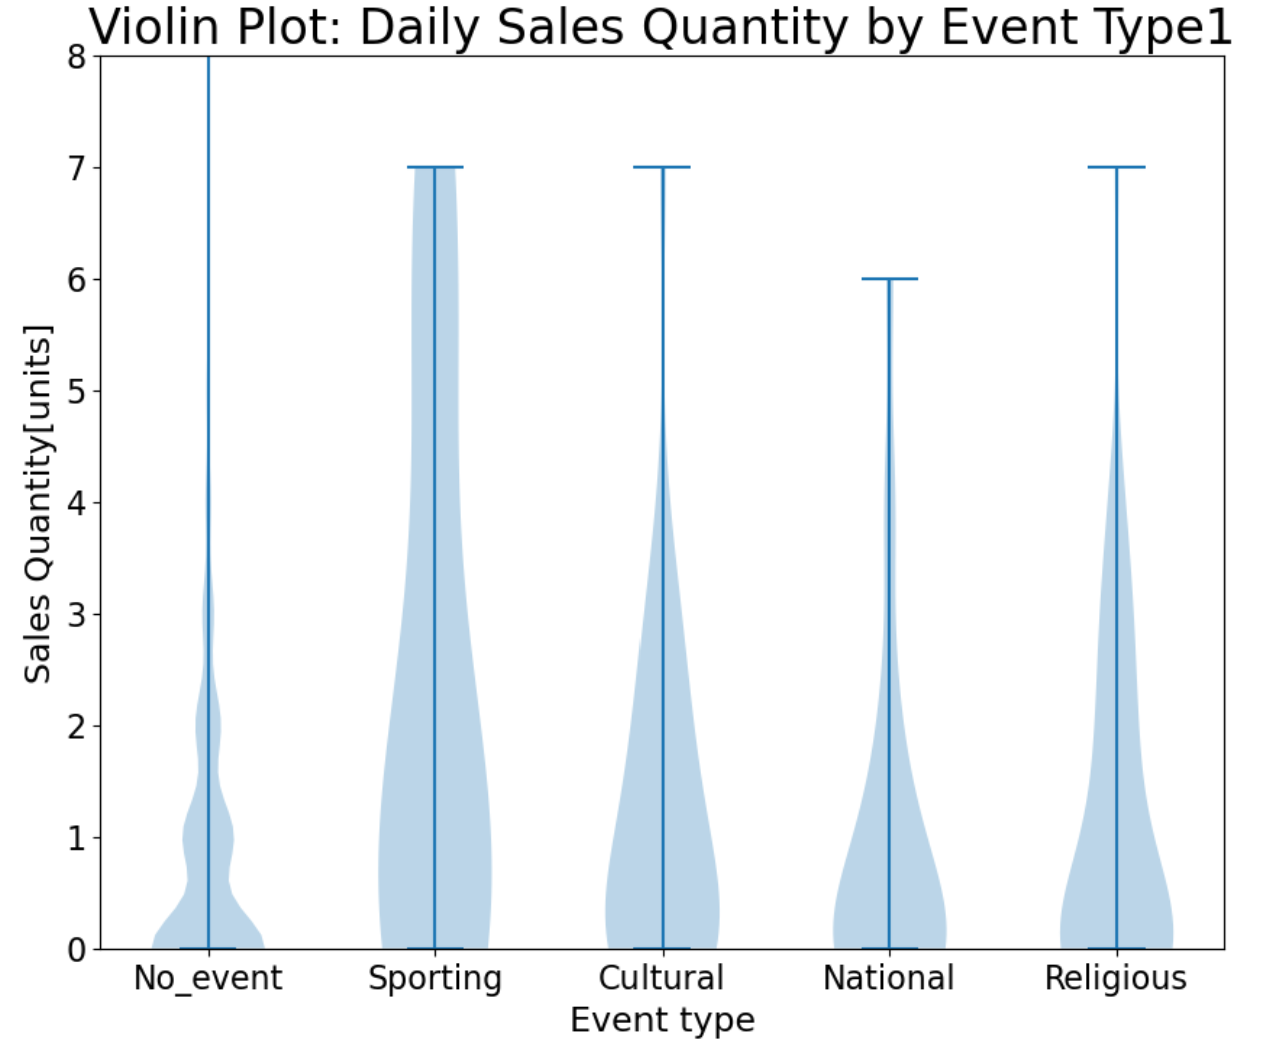 Violin Plot: Daily Sales Quantity by Event Type1
8
7
6
5
4
3
2
1
0
Sales Quantity[units]
No_event Sporting Cultural National Religious
Event type